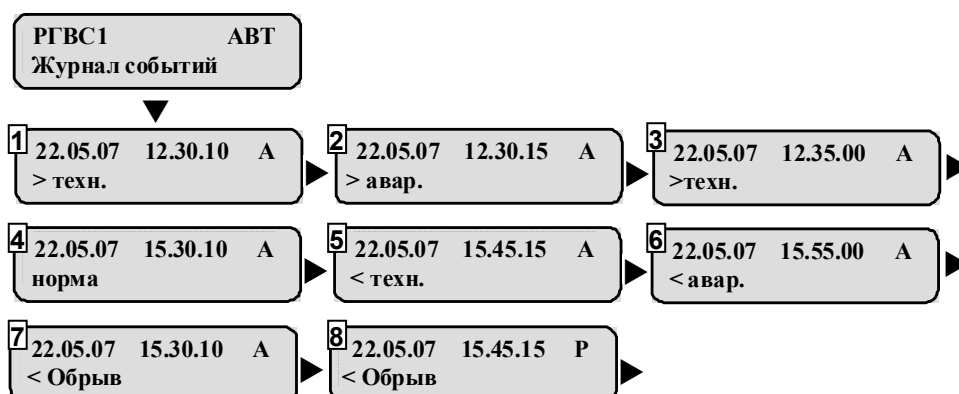 РГВС1 АВТ
Журнал событий
1
22.05.07 12.30.10 А
> техн.
2
22.05.07 12.30.15 А
> авар.
3
22.05.07 12.35.00 А
>техн.
4
22.05.07 15.30.10 А
норма
5
22.05.07 15.45.15 А
< техн.
6
22.05.07 15.55.00 А
< авар.
7
22.05.07 15.30.10 А
< Обрыв
8
22.05.07 15.45.15 Р
< Обрыв